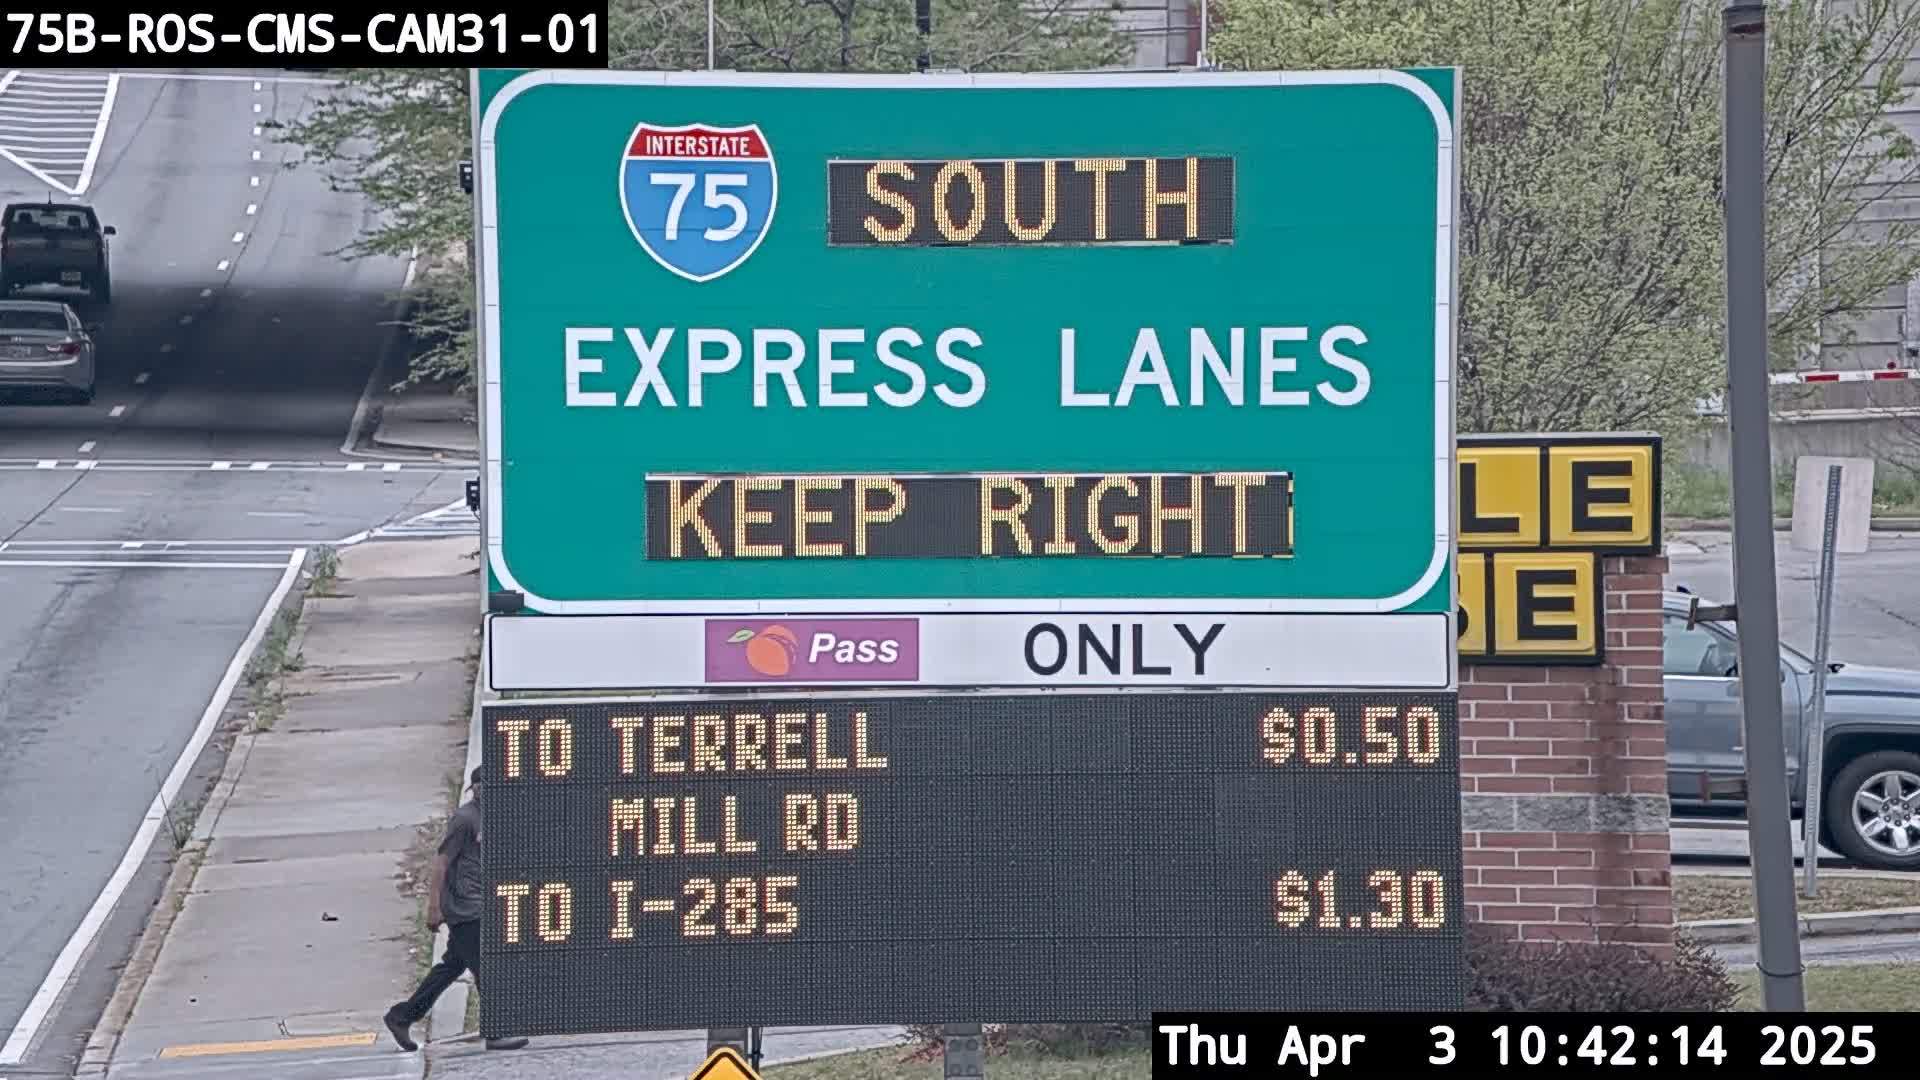 75B-ROS-CMS-CAM31-01
INTERSTATE
75
SOUTH
EXPRESS LANES
KEEP RIGHT
Pass ONLY
TO TERRELL $0.50
MILL RD
TO I-285 $1.30
LE
E
Thu Apr 3 10:42:14 2025